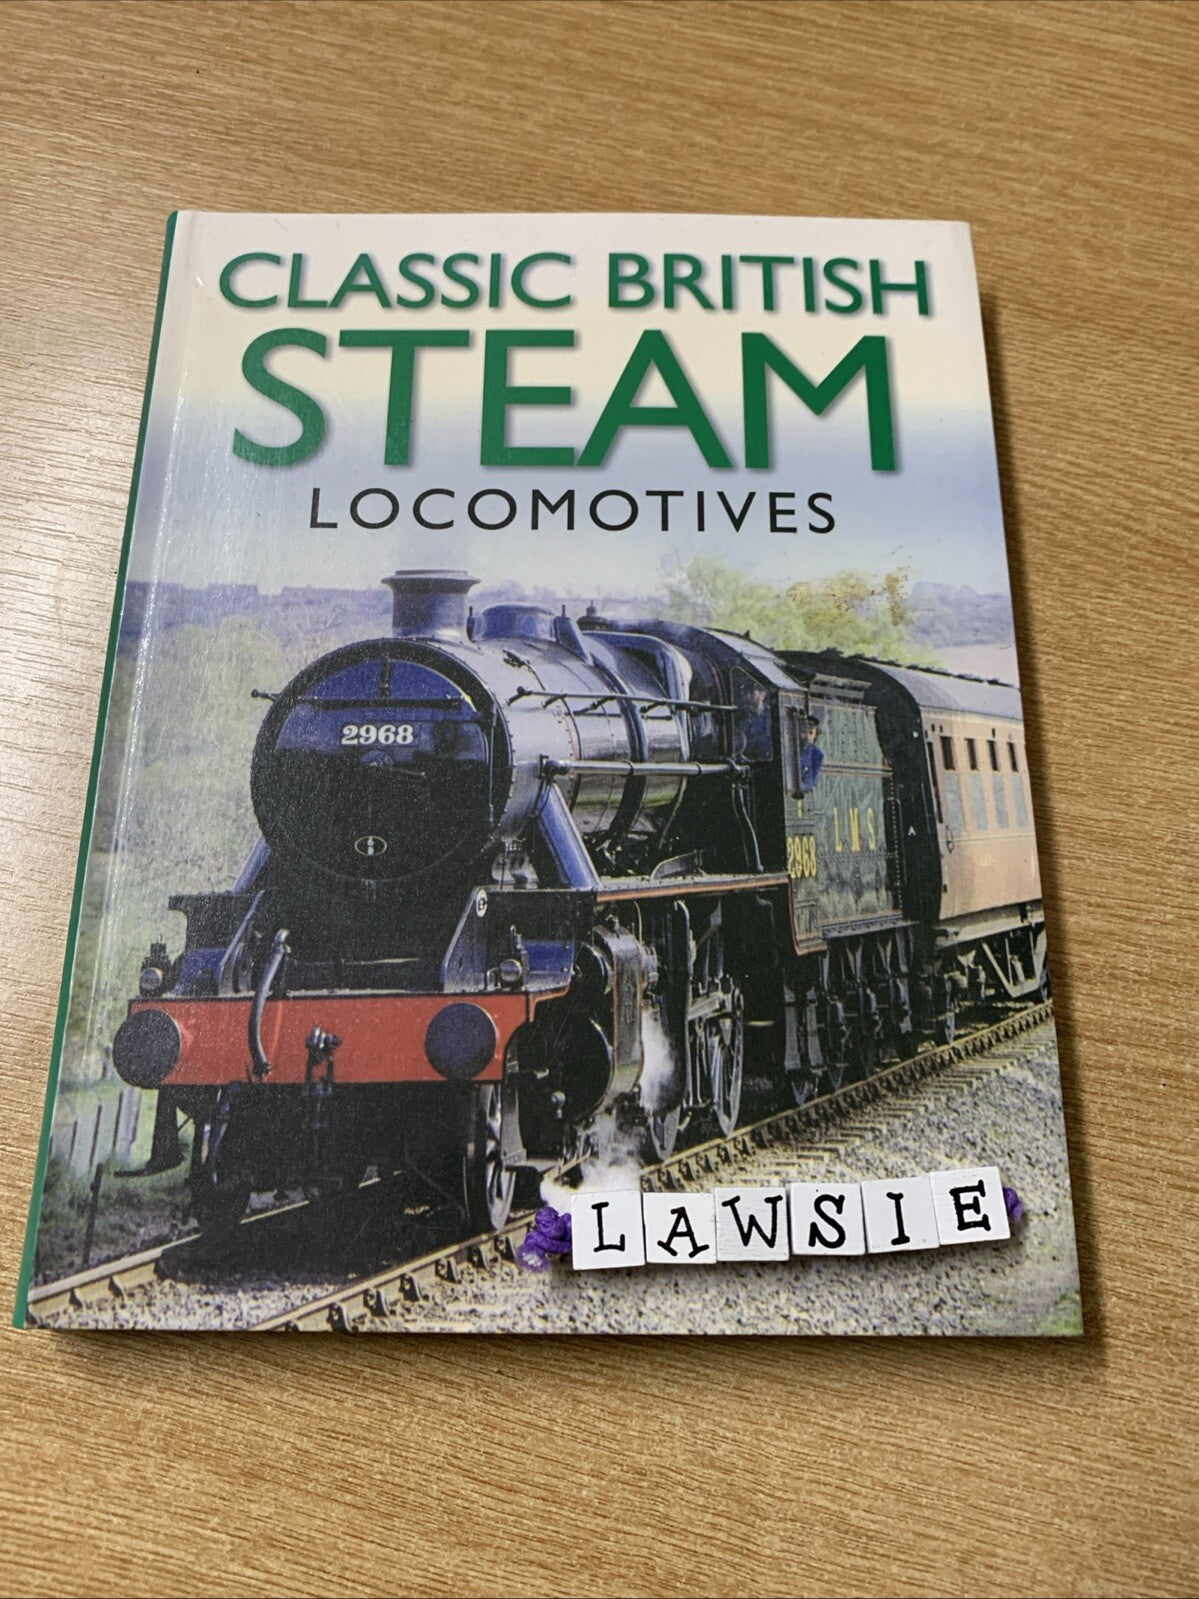 CLASSIC BRITISH
STEAM
LOCOMOTIVES
2968
LMS
2968
A
LAWSIE